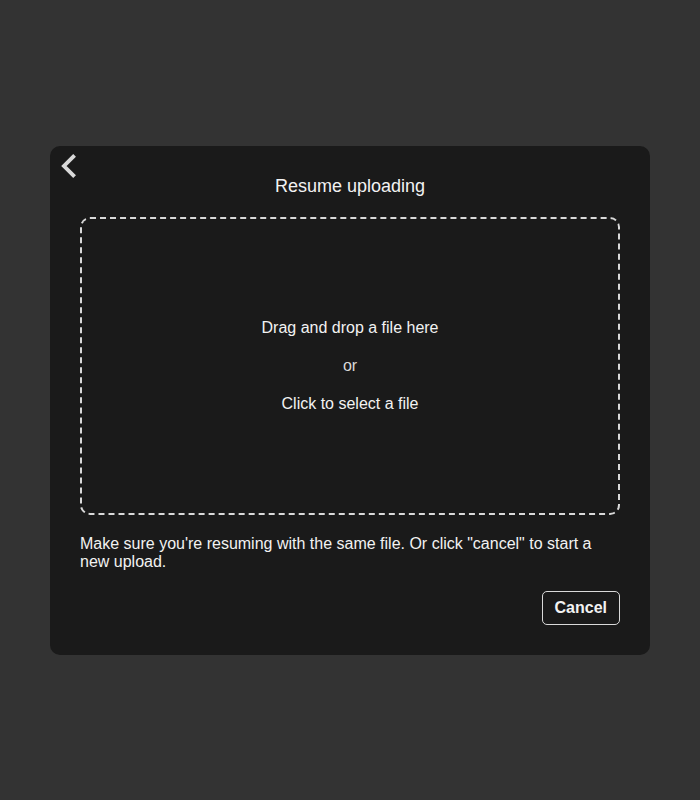 Resume uploading
Drag and drop a file here
or
Click to select a file
Make sure you're resuming with the same file. Or click "cancel" to start a
new upload.
Cancel